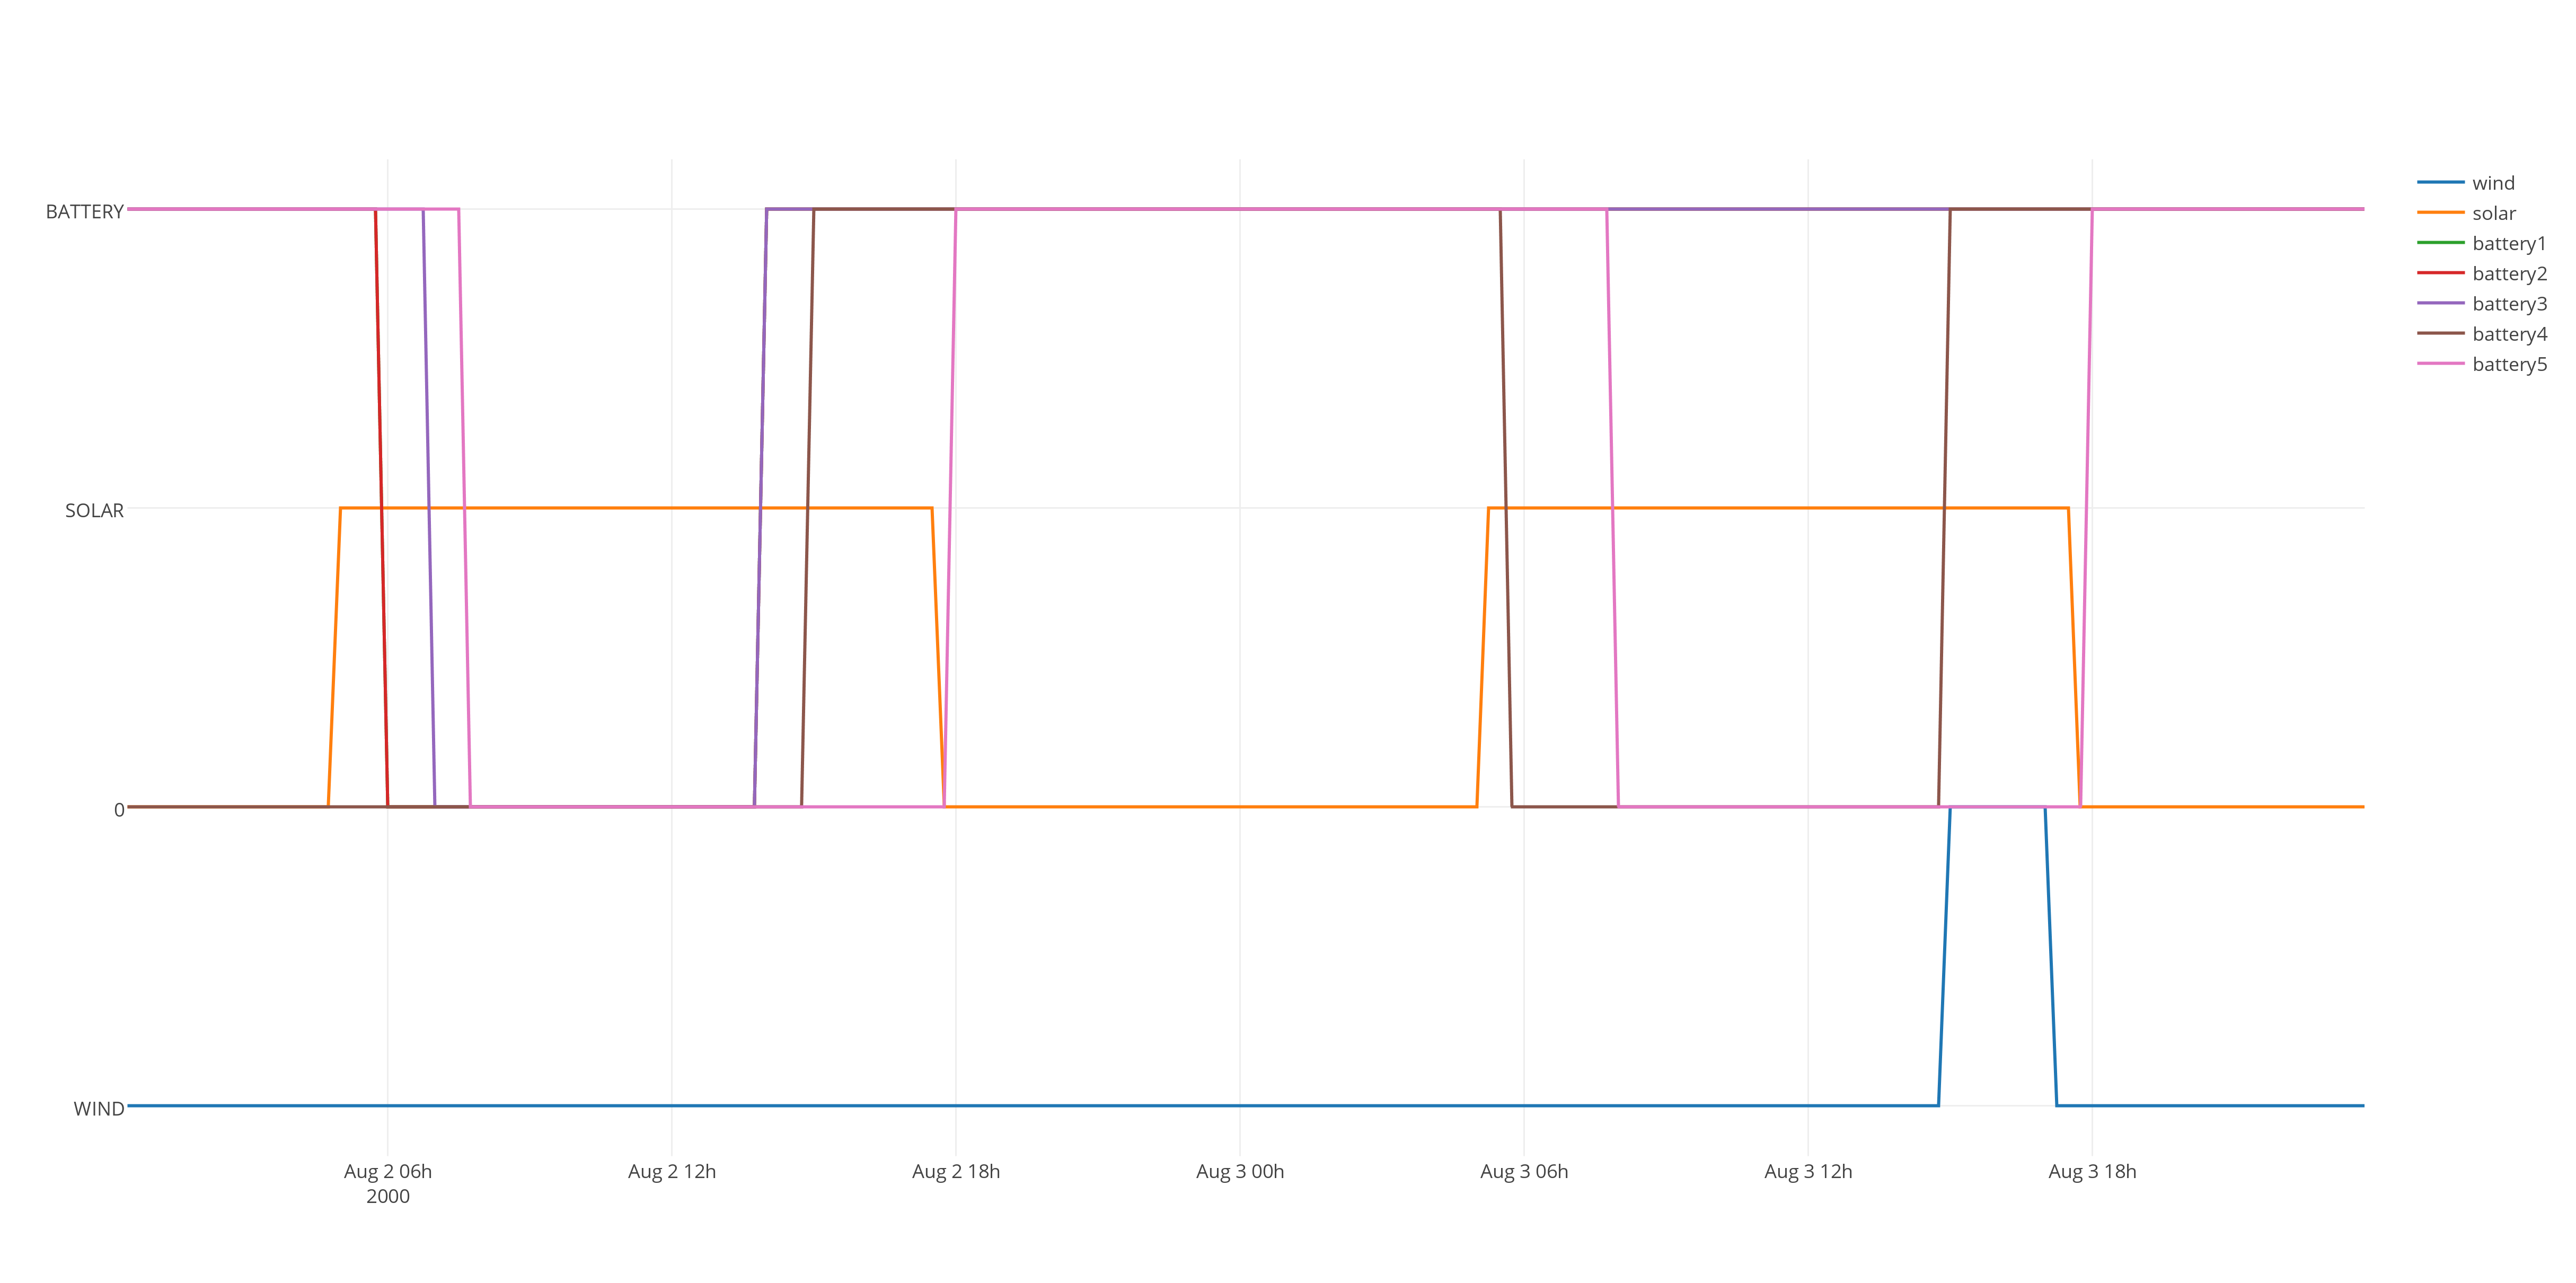 BATTERY
SOLAR
0
WIND
Aug 2 06h
2000
Aug 2 12h
Aug 2 18h
Aug 3 00h
Aug 3 06h
Aug 3 12h
Aug 3 18h
wind
solar
battery1
battery2
battery3
battery4
battery5